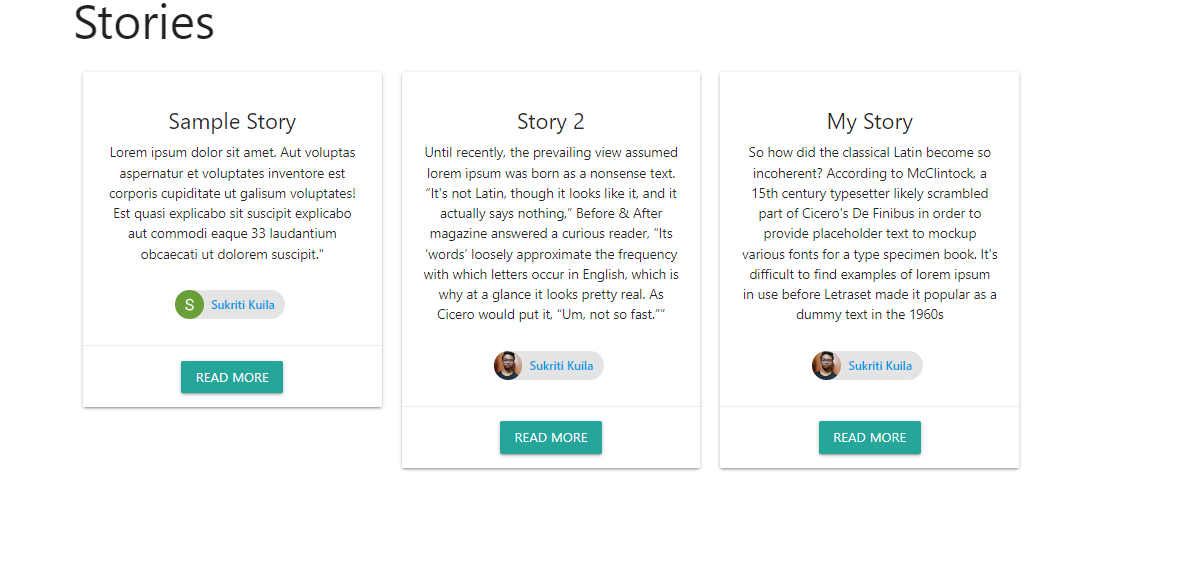 Stories
Sample Story
Lorem ipsum dolor sit amet. Aut voluptas
aspernatur et voluptates inventore est
corporis cupiditate ut galisum voluptates!
Est quasi explicabo sit suscipit explicabo
aut commodi eaque 33 laudantium
obcaecati ut dolorem suscipit."
S Sukriti Kuila
READ MORE
Story 2
Until recently, the prevailing view assumed
lorem ipsum was born as a nonsense text.
“It's not Latin, though it looks like it, and it
actually says nothing,” Before & After
magazine answered a curious reader, “Its
‘words’ loosely approximate the frequency
with which letters occur in English, which is
why at a glance it looks pretty real. As
Cicero would put it, “Um, not so fast.””
Sukriti Kuila
READ MORE
My Story
So how did the classical Latin become so
incoherent? According to McClintock, a
15th century typesetter likely scrambled
part of Cicero's De Finibus in order to
provide placeholder text to mockup
various fonts for a type specimen book. It's
difficult to find examples of lorem ipsum
in use before Letraset made it popular as a
dummy text in the 1960s
Sukriti Kuila
READ MORE